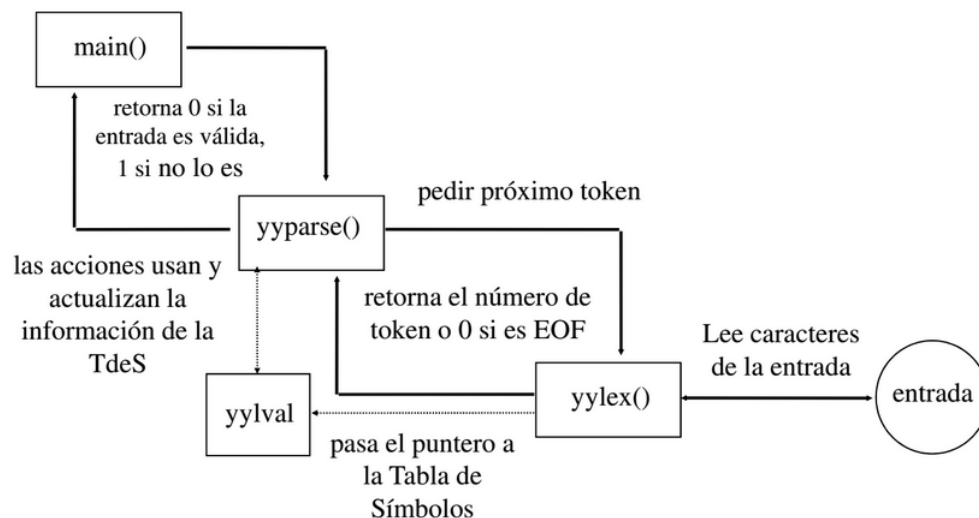 main()
retorna 0 si la
entrada es válida,
1 si no lo es
pedir próximo token
yyparse()
las acciones usan y
actualizan la
información de la
TdeS
retorna el número de
token o 0 si es EOF
Lee caracteres
de la entrada
yylval
yylex()
entrada
pasa el puntero a
la Tabla de
Símbolos